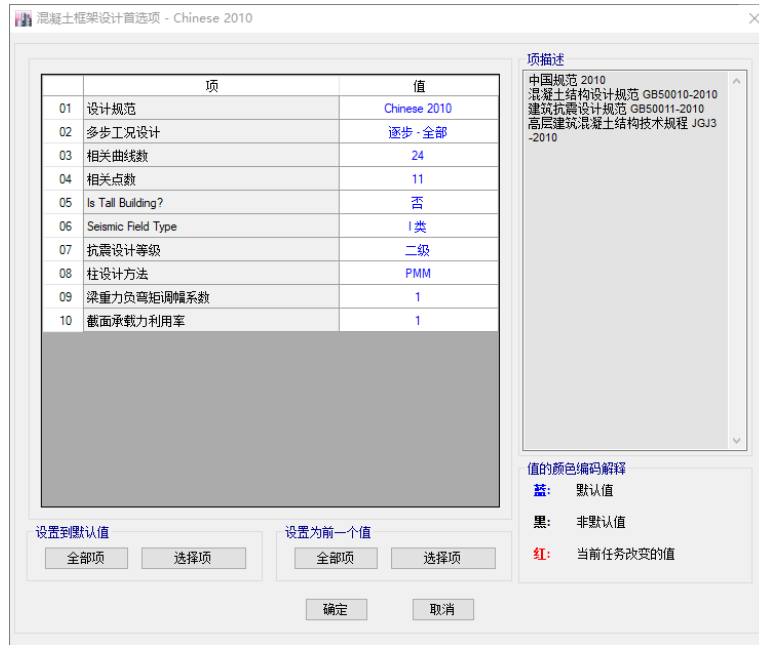 混凝土框架设计首选项 - Chinese 2010
项 值
01 设计规范 Chinese 2010
02 多步工况设计 逐步 - 全部
03 相关曲线数 24
04 相关点数 11
05 Is Tall Building? 否
06 Seismic Field Type I 类
07 抗震设计等级 二级
08 柱设计方法 PMM
09 梁重力负弯矩调幅系数 1
10 截面承载力利用率 1
项描述
中国规范 2010
混凝土结构设计规范 GB50010-2010
建筑抗震设计规范 GB50011-2010
高层建筑混凝土结构技术规程 JGJ3
-2010
值的颜色编码解释
蓝: 默认值
黑: 非默认值
红: 当前任务改变的值
设置到默认值
全部项 选择项
设置为前一个值
全部项 选择项
确定 取消